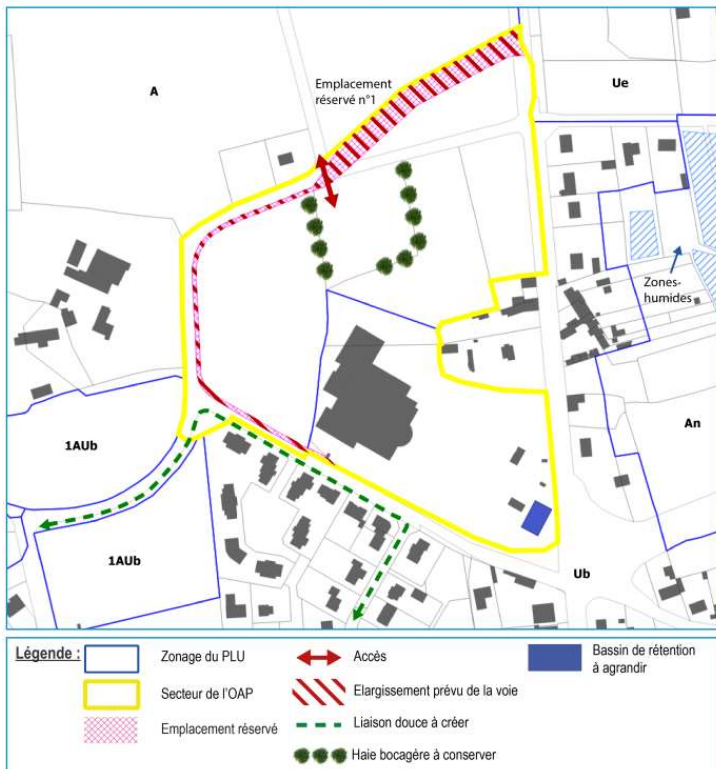 Emplacement
réservé n°1
A
Ue
Zones-
humides
1AUb
An
1AUb
Ub
Légende :
Zonage du PLU
Secteur de l'OAP
Emplacement réservé
Accès
Elargissement prévu de la voie
Liaison douce à créer
Haie bocagère à conserver
Bassin de rétention
à agrandir